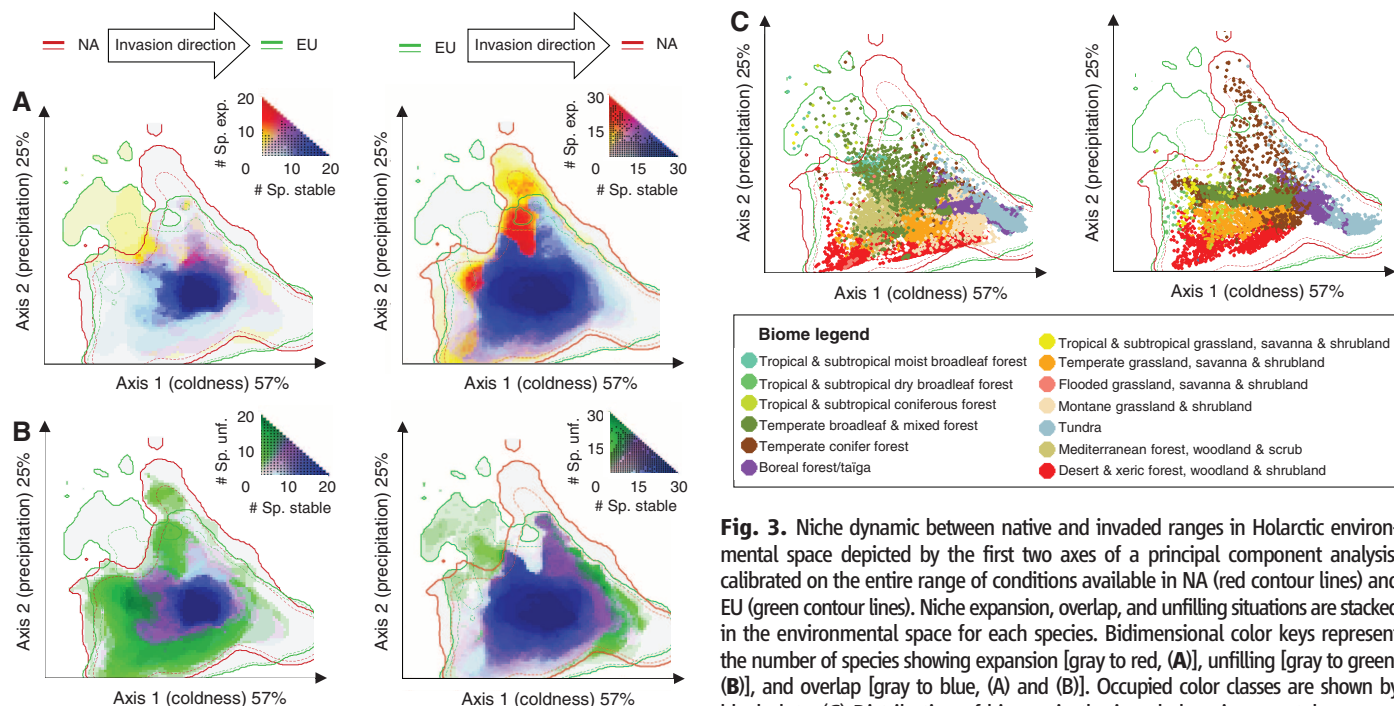 NA Invasion direction EU
EU Invasion direction NA
A
Axis 2 (precipitation) 25%
# Sp. exp.
20
10
0 10 20
# Sp. stable
Axis 1 (coldness) 57%
# Sp. exp.
30
15
0 15 30
# Sp. stable
Axis 1 (coldness) 57%
B
Axis 2 (precipitation) 25%
# Sp. unf.
20
10
0 10 20
# Sp. stable
Axis 1 (coldness) 57%
# Sp. unf.
30
15
0 15 30
# Sp. stable
Axis 1 (coldness) 57%
C
Axis 2 (precipitation) 25%
Axis 1 (coldness) 57%
Axis 2 (precipitation) 25%
Axis 1 (coldness) 57%
Biome legend
Tropical & subtropical moist broadleaf forest
Tropical & subtropical dry broadleaf forest
Tropical & subtropical coniferous forest
Temperate broadleaf & mixed forest
Temperate conifer forest
Boreal forest/taïga
Tropical & subtropical grassland, savanna & shrubland
Temperate grassland, savanna & shrubland
Flooded grassland, savanna & shrubland
Montane grassland & shrubland
Tundra
Mediterranean forest, woodland & scrub
Desert & xeric forest, woodland & shrubland
Fig. 3. Niche dynamic between native and invaded ranges in Holarctic environ-
mental space depicted by the first two axes of a principal component analysis
calibrated on the entire range of conditions available in NA (red contour lines) and
EU (green contour lines). Niche expansion, overlap, and unfilling situations are stacked
in the environmental space for each species. Bidimensional color keys represent
the number of species showing expansion [gray to red, (A)], unfilling [gray to green,
(B)], and overlap [gray to blue, (A) and (B)]. Occupied color classes are shown by